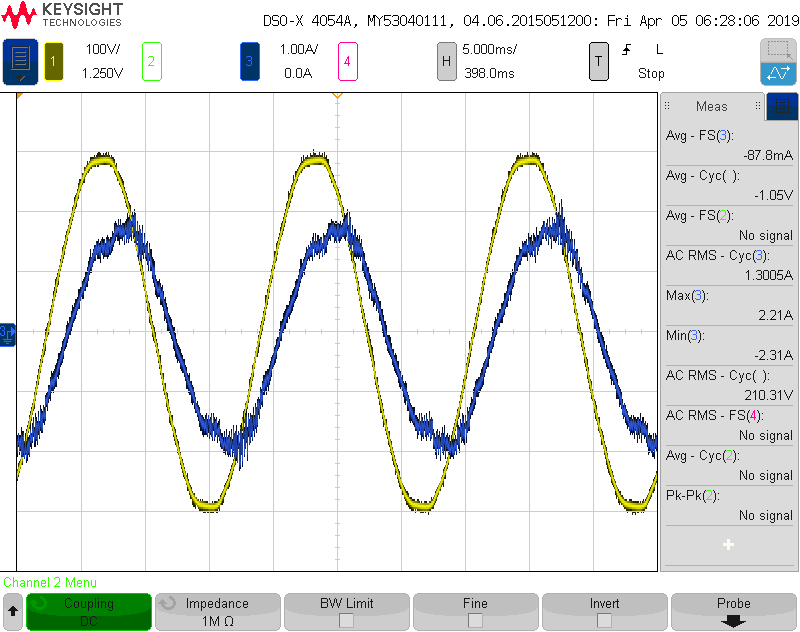 KEYSIGHT
TECHNOLOGIES
DSO-X 4054A, MY53040111, 04.06.2015051200: Fri Apr 05 06:28:06 2019
1 100V/ 2 3 1.00A/ 4 H 5.000ms/ T L
1.250V 0.0A 398.0ms Stop
Meas
Avg - FS(3):
-87.8mA
Avg - Cyc( ):
-1.05V
Avg - FS(2):
No signal
AC RMS - Cyc(3):
1.3005A
Max(3):
2.21A
Min(3):
-2.31A
AC RMS - Cyc( ):
210.31V
AC RMS - FS(4):
No signal
Avg - Cyc(2):
No signal
Pk-Pk(2):
No signal
3
Channel 2 Menu
Coupling
DC
Impedance
1M Ω
BW Limit
Fine
Invert
Probe